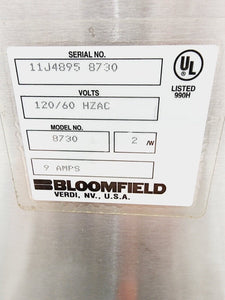 SERIAL NO.
11J4895 8730
UL
LISTED
990H
VOLTS
120/60 HZAC
MODEL NO.
8730 2 /W
9 AMPS
BLOOMFIELD
VERDI, NV., U.S.A.